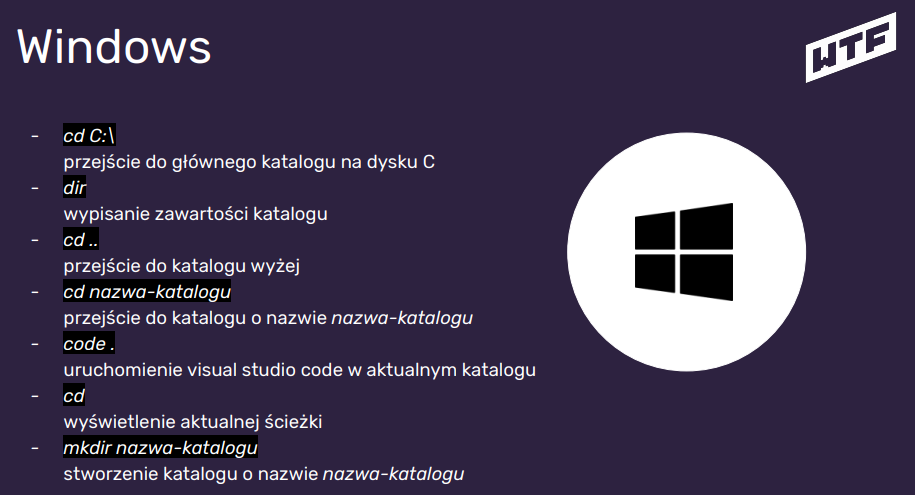 Windows
WTF
- cd C:\
przejście do głównego katalogu na dysku C
- dir
wypisanie zawartości katalogu
- cd ..
przejście do katalogu wyżej
- cd nazwa-katalogu
przejście do katalogu o nazwie nazwa-katalogu
- code .
uruchomienie visual studio code w aktualnym katalogu
- cd
wyświetlenie aktualnej ścieżki
- mkdir nazwa-katalogu
stworzenie katalogu o nazwie nazwa-katalogu